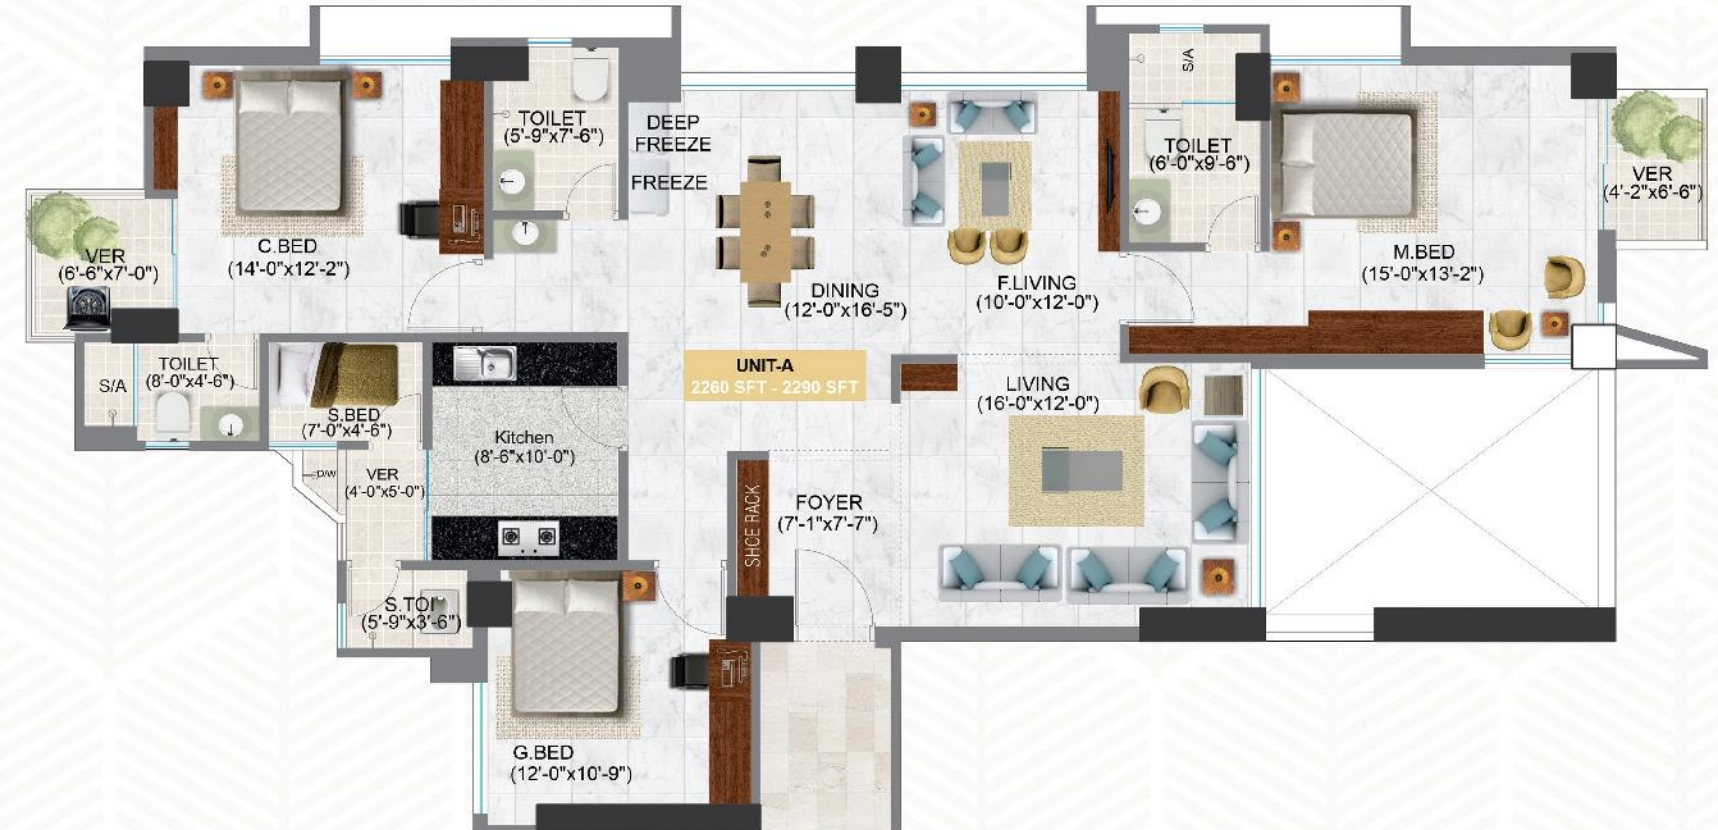 S/A
TOILET
(5'-9"x7'-6")
DEEP
FREEZE
FREEZE
TOILET
(6'-0"x9'-6")
VER
(4'-2"x6'-6")
C.BED
(14'-0"x12'-2")
VER
(6'-6"x7'-0")
M.BED
(15'-0"x13'-2")
DINING
(12'-0"x16'-5")
F.LIVING
(10'-0"x12'-0")
TOILET
(8'-0"x4'-6")
S/A
UNIT-A
2260 SFT - 2290 SFT
LIVING
(16'-0"x12'-0")
S.BED
(7'-0"x4'-6")
Kitchen
(8'-6"x10'-0")
D/W
VER
(4'-0"x5'-0")
FOYER
(7'-1"x7'-7")
SHCE RACK
S.TOI
(5'-9"x3'-6")
G.BED
(12'-0"x10'-9")